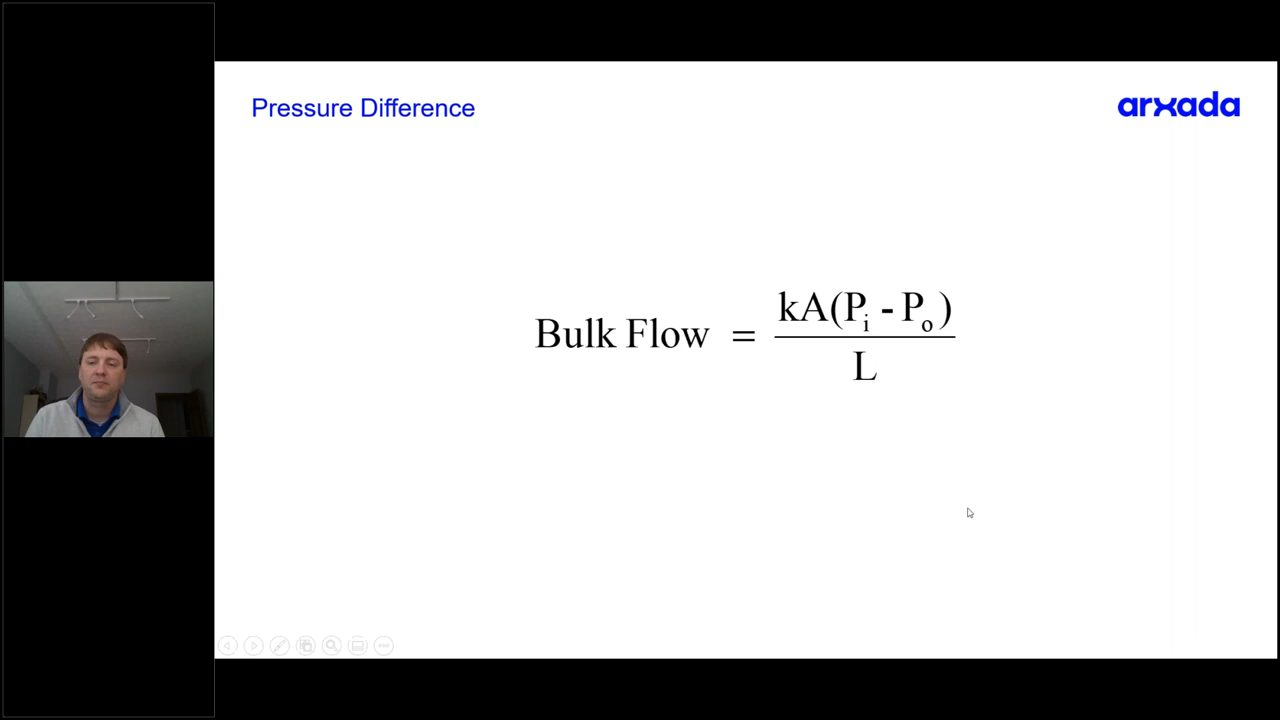 Pressure Difference
arxada
Bulk Flow = kA(Pᵢ - Pₒ) / L